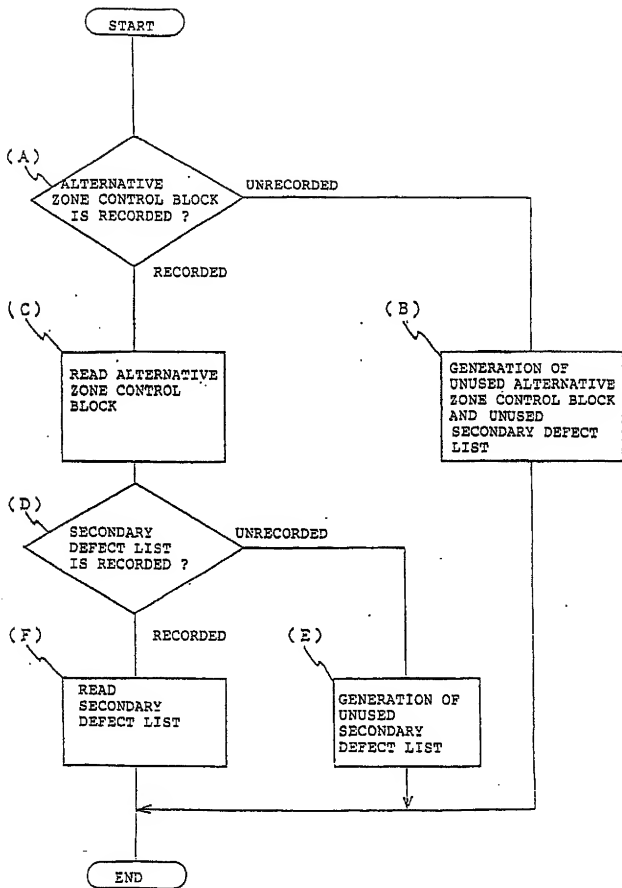 START
(A)
ALTERNATIVE
ZONE CONTROL BLOCK
IS RECORDED ?
UNRECORDED
RECORDED
(C)
READ ALTERNATIVE
ZONE CONTROL
BLOCK
(B)
GENERATION OF
UNUSED ALTERNATIVE
ZONE CONTROL BLOCK
AND UNUSED
SECONDARY DEFECT
LIST
(D)
SECONDARY
DEFECT LIST
IS RECORDED ?
UNRECORDED
RECORDED
(F)
READ
SECONDARY
DEFECT LIST
(E)
GENERATION OF
UNUSED
SECONDARY
DEFECT LIST
END